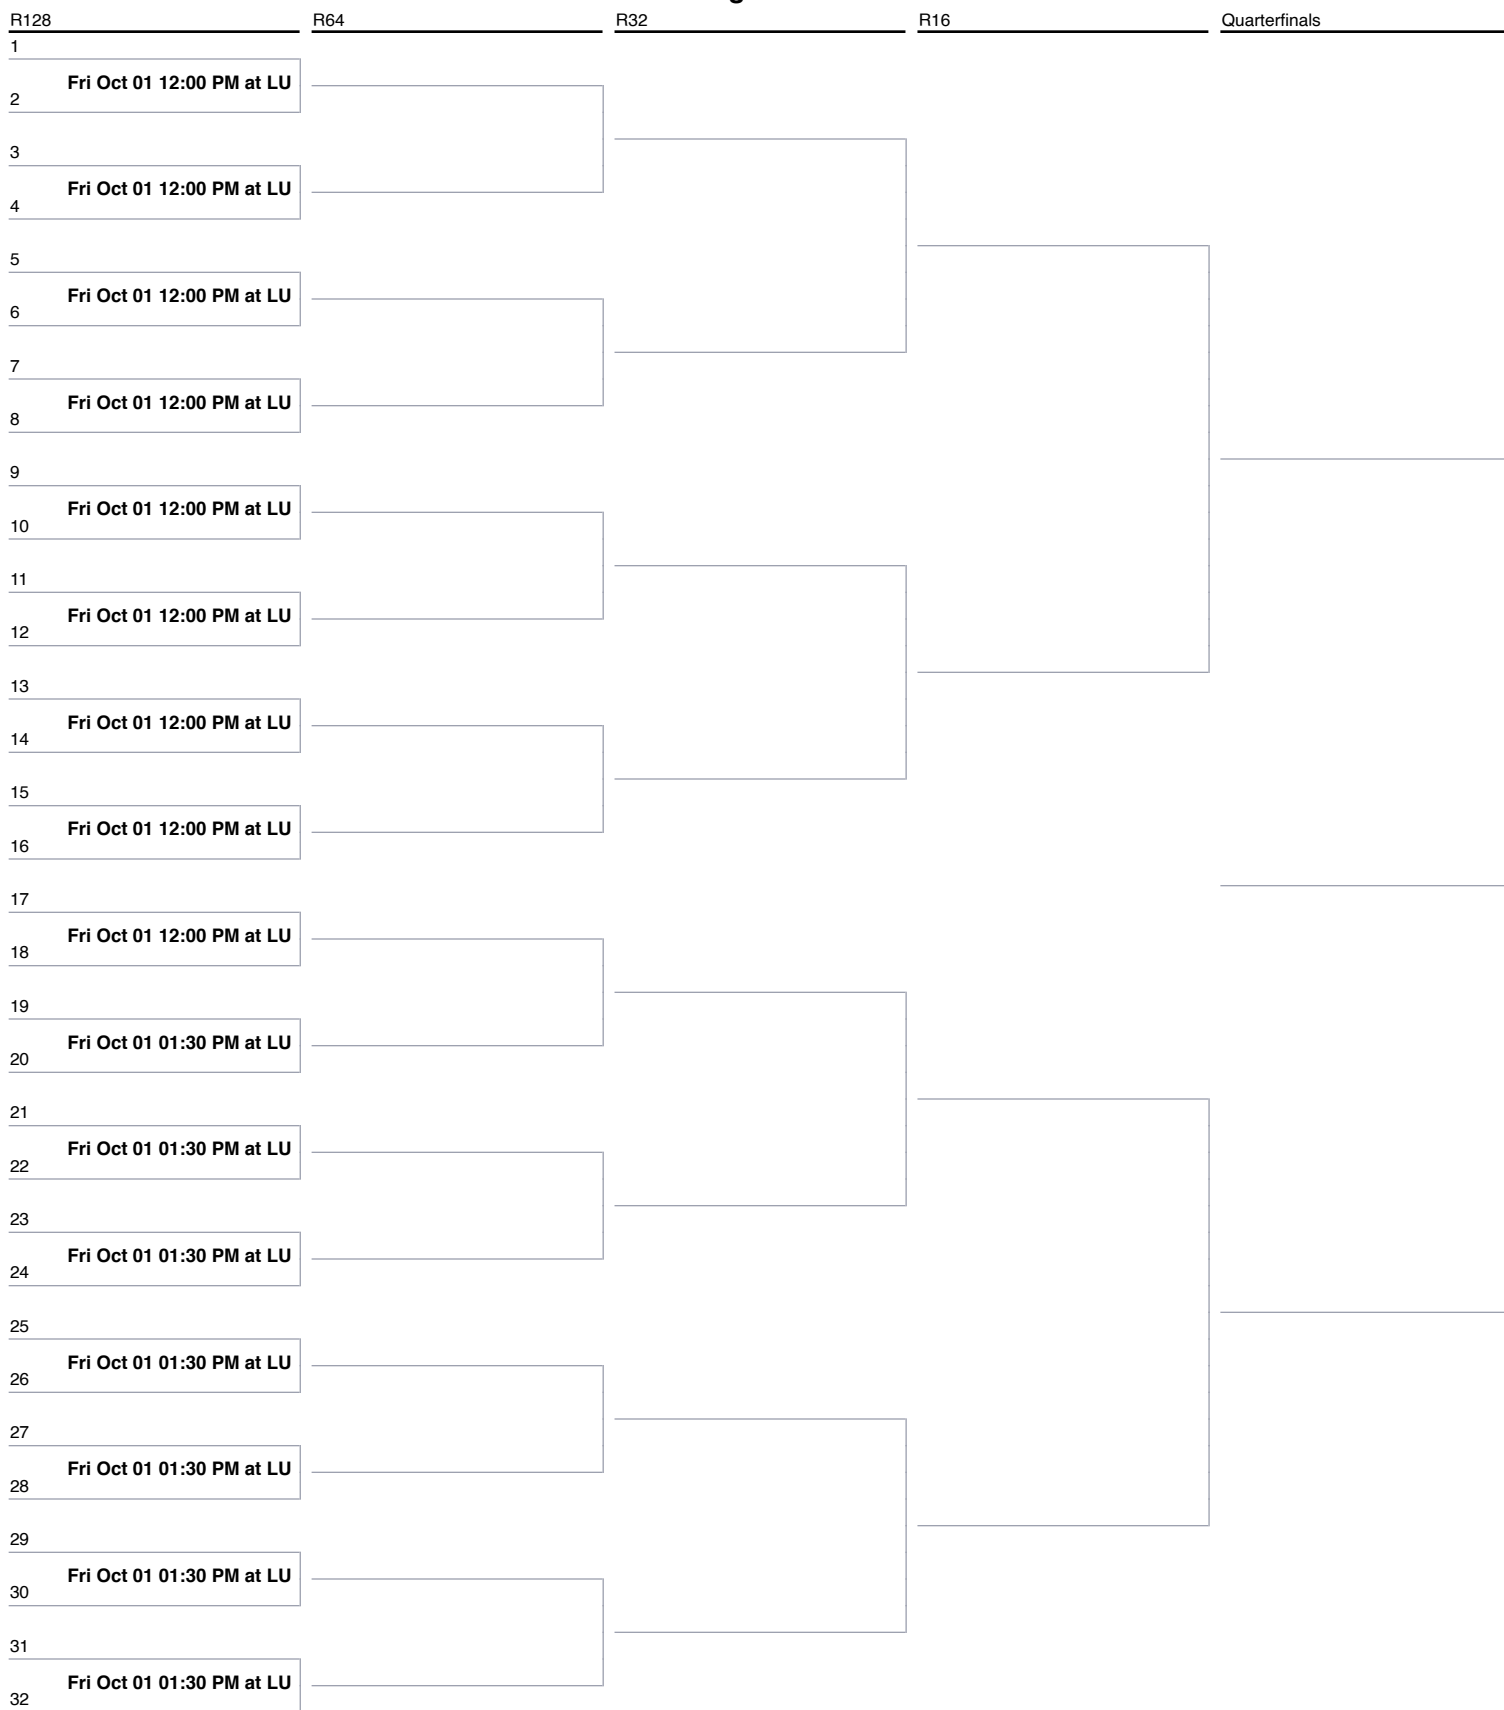 R128 R64 R32 R16 Quarterfinals
1
Fri Oct 01 12:00 PM at LU
2
3
Fri Oct 01 12:00 PM at LU
4
5
Fri Oct 01 12:00 PM at LU
6
7
Fri Oct 01 12:00 PM at LU
8
9
Fri Oct 01 12:00 PM at LU
10
11
Fri Oct 01 12:00 PM at LU
12
13
Fri Oct 01 12:00 PM at LU
14
15
Fri Oct 01 12:00 PM at LU
16
17
Fri Oct 01 12:00 PM at LU
18
19
Fri Oct 01 01:30 PM at LU
20
21
Fri Oct 01 01:30 PM at LU
22
23
Fri Oct 01 01:30 PM at LU
24
25
Fri Oct 01 01:30 PM at LU
26
27
Fri Oct 01 01:30 PM at LU
28
29
Fri Oct 01 01:30 PM at LU
30
31
Fri Oct 01 01:30 PM at LU
32